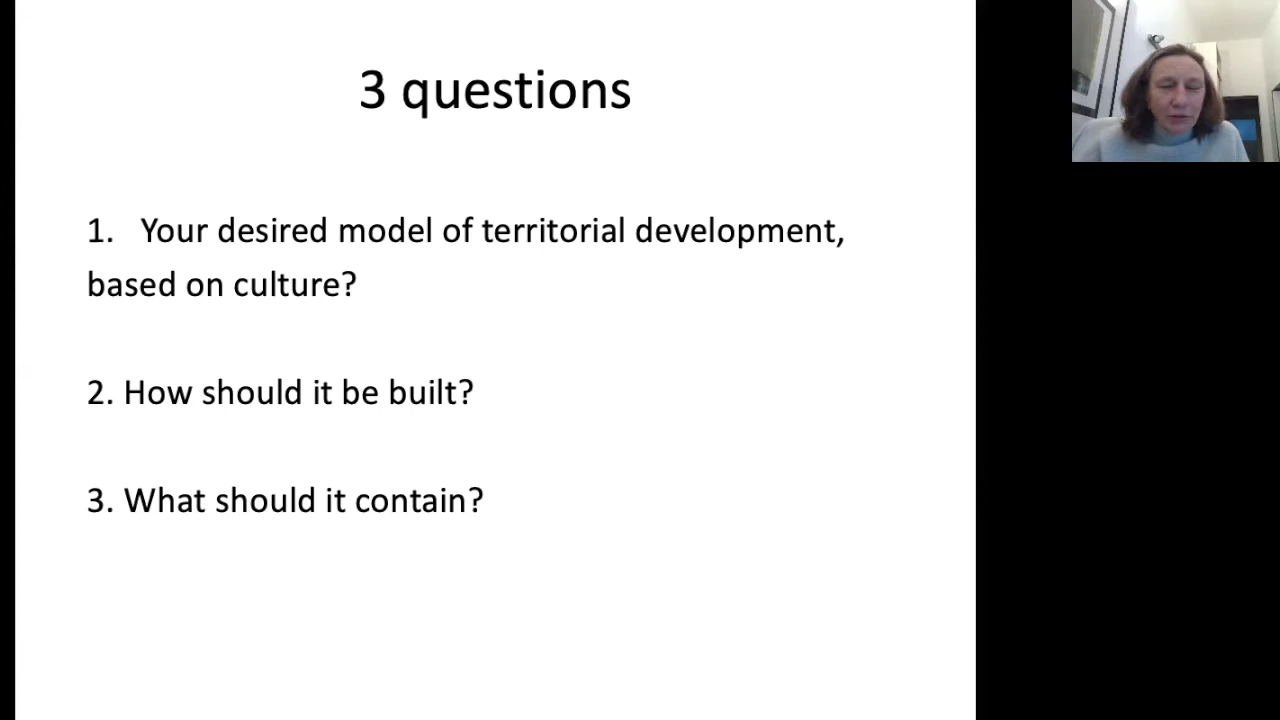 3 questions
1. Your desired model of territorial development,
based on culture?
2. How should it be built?
3. What should it contain?